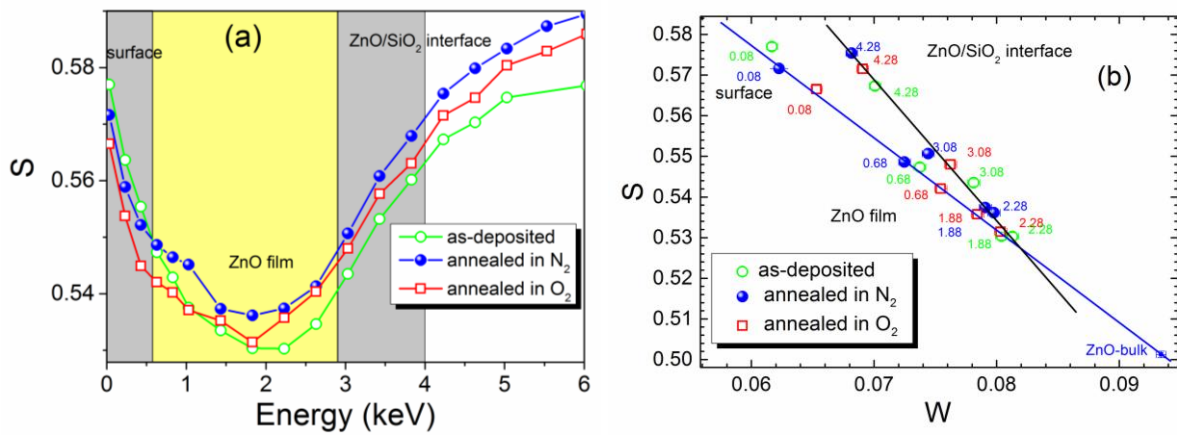 (a)
surface
ZnO/SiO2 interface
ZnO film
as-deposited
annealed in N2
annealed in O2
S
0.58
0.56
0.54
0 1 2 3 4 5 6
Energy (keV)
(b)
ZnO/SiO2 interface
surface
ZnO film
0.08
0.08
0.08
4.28
4.28
4.28
0.68
0.68
0.68
3.08
3.08
3.08
1.88
1.88
1.88
2.28
2.28
2.28
ZnO-bulk
as-deposited
annealed in N2
annealed in O2
S
0.58
0.57
0.56
0.55
0.54
0.53
0.52
0.51
0.50
0.06 0.07 0.08 0.09
W